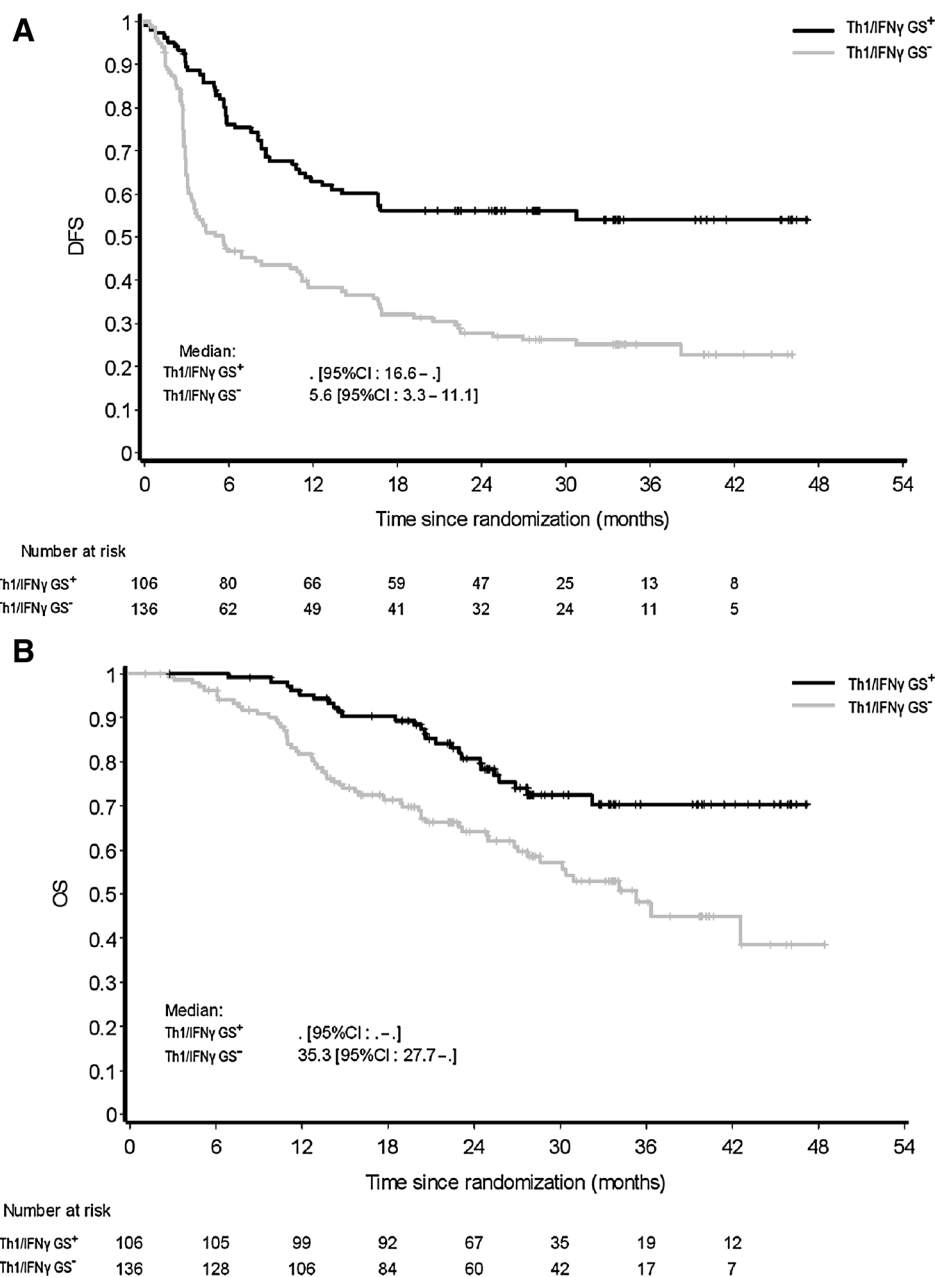 A
Th1/IFNγ GS+
Th1/IFNγ GS-
1
0.9
0.8
0.7
0.6
0.5
0.4
0.3
0.2
0.1
0
DFS
Median:
Th1/IFNγ GS+ . [95%CI : 16.6 – .]
Th1/IFNγ GS- 5.6 [95%CI : 3.3 – 11.1]
0 6 12 18 24 30 36 42 48 54
Time since randomization (months)
Number at risk
Th1/IFNγ GS+ 106 80 66 59 47 25 13 8
Th1/IFNγ GS- 136 62 49 41 32 24 11 5
B
Th1/IFNγ GS+
Th1/IFNγ GS-
1
0.9
0.8
0.7
0.6
0.5
0.4
0.3
0.2
0.1
0
OS
Median:
Th1/IFNγ GS+ . [95%CI : . – .]
Th1/IFNγ GS- 35.3 [95%CI : 27.7 – .]
0 6 12 18 24 30 36 42 48 54
Time since randomization (months)
Number at risk
Th1/IFNγ GS+ 106 105 99 92 67 35 19 12
Th1/IFNγ GS- 136 128 106 84 60 42 17 7